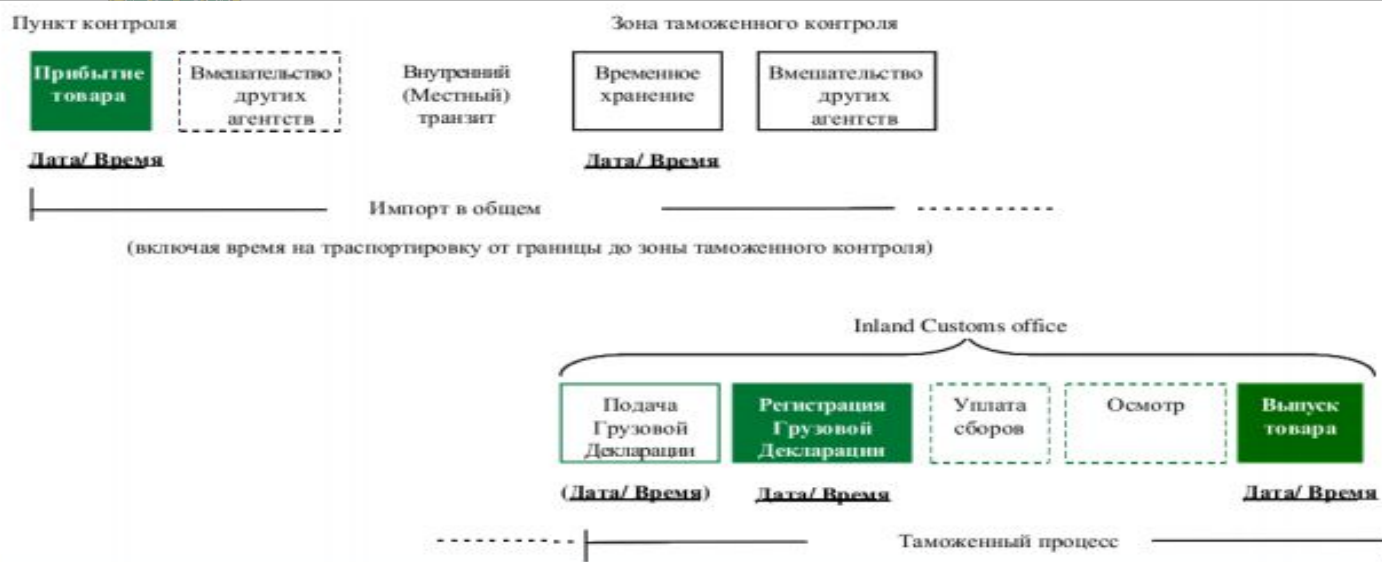 Пункт контроля
Зона таможенного контроля
Прибытие
товара
Вмешательство
других
агентств
Внутренний
(Местный)
транзит
Временное
хранение
Вмешательство
других
агентств
Дата/ Время
Дата/ Время
Импорт в общем
(включая время на траспортировку от границы до зоны таможенного контроля)
Inland Customs office
Подача
Грузовой
Декларации
Регистрация
Грузовой
Декларации
Уплата
сборов
Осмотр
Выпуск
товара
(Дата/ Время)
Дата/ Время
Дата/ Время
Таможенный процесс